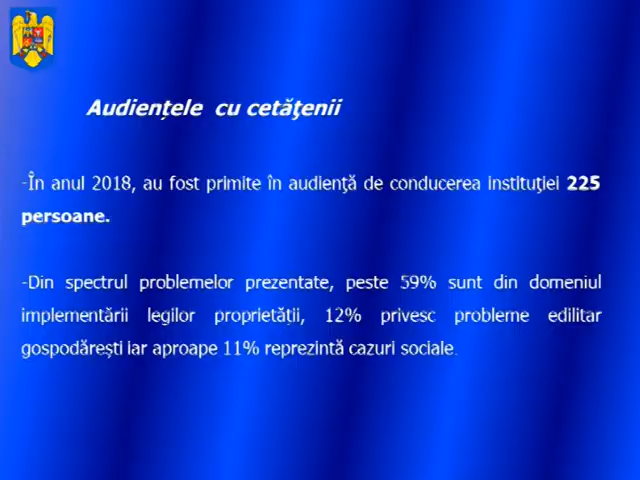 Audiențele cu cetăţenii
-În anul 2018, au fost primite în audienţă de conducerea instituţiei 225
persoane.
-Din spectrul problemelor prezentate, peste 59% sunt din domeniul
implementării legilor proprietăţii, 12% privesc probleme edilitar
gospodăreşti iar aproape 11% reprezintă cazuri sociale.